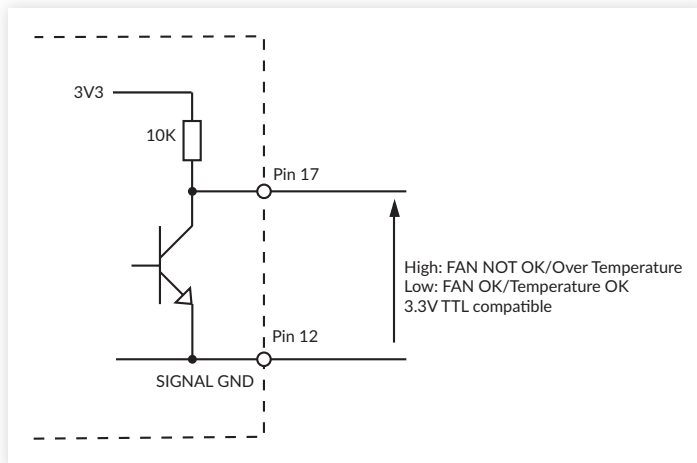 3V3
10K
Pin 17
High: FAN NOT OK/Over Temperature
Low: FAN OK/Temperature OK
3.3V TTL compatible
Pin 12
SIGNAL GND